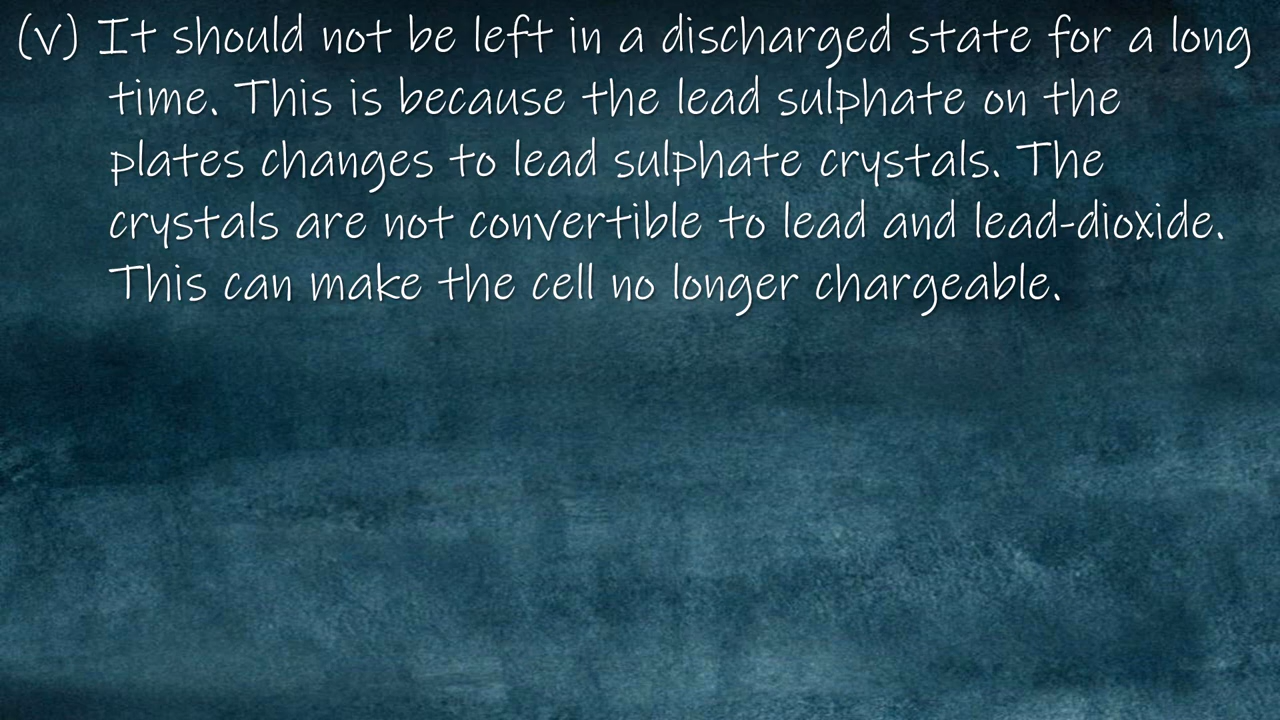 (v) It should not be left in a discharged state for a long
time. This is because the lead sulphate on the
plates changes to lead sulphate crystals. The
crystals are not convertible to lead and lead-dioxide.
This can make the cell no longer chargeable.